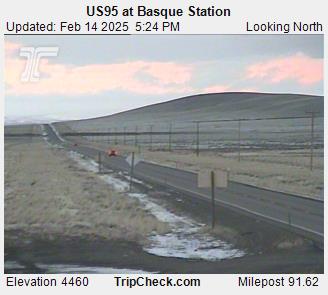 US95 at Basque Station
Updated: Feb 14 2025 5:24 PM Looking North
Elevation 4460 TripCheck.com Milepost 91.62